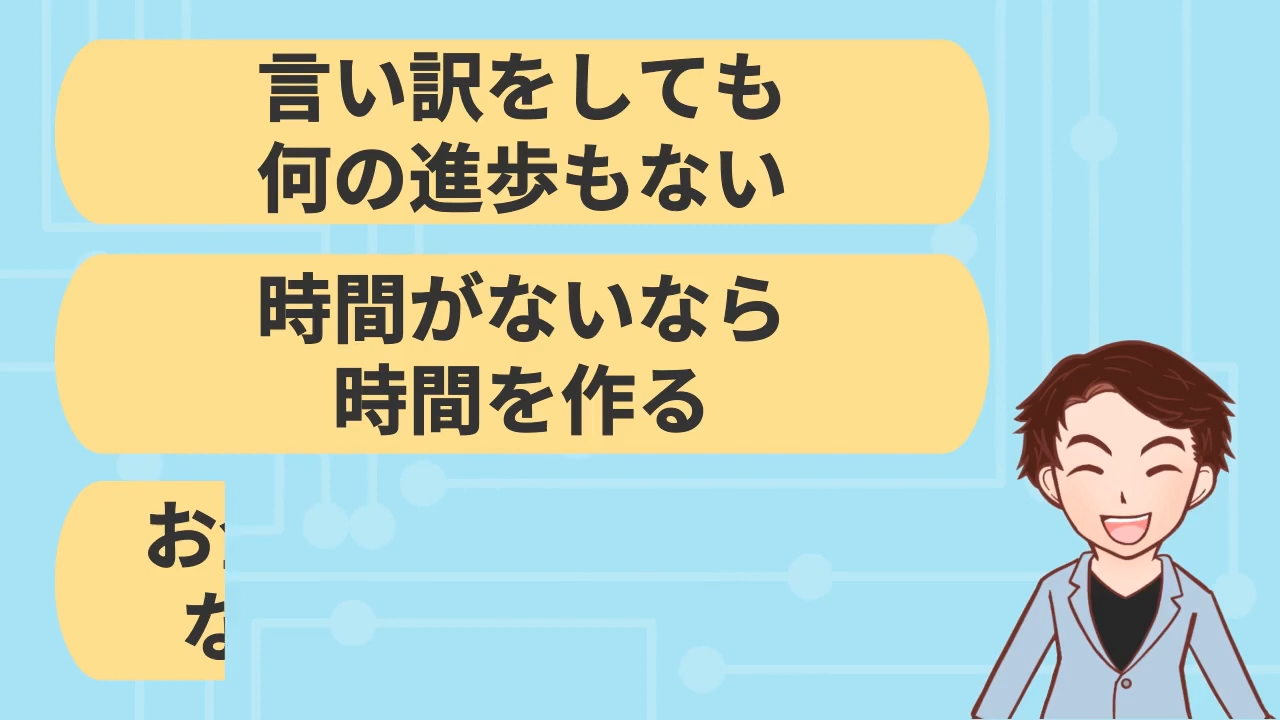 言い訳をしても
何の進歩もない
時間がないなら
時間を作る
お
な